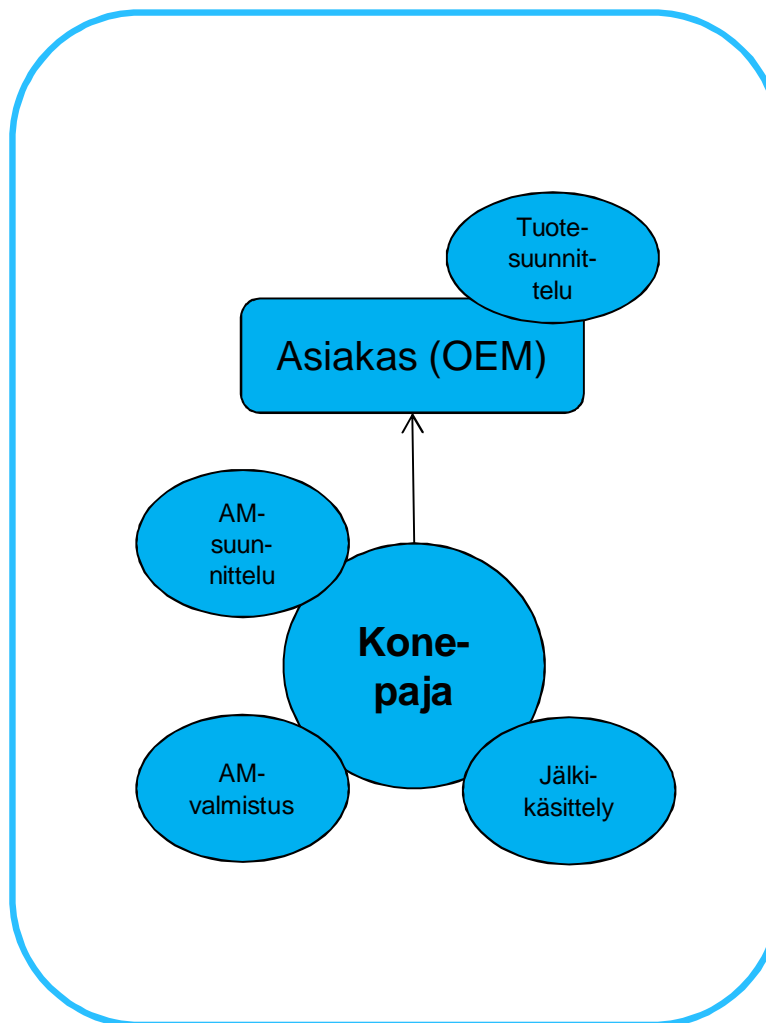 Tuote-
suunnit-
telu
Asiakas (OEM)
AM-
suun-
nittelu
Kone-
paja
AM-
valmistus
Jälki-
käsittely